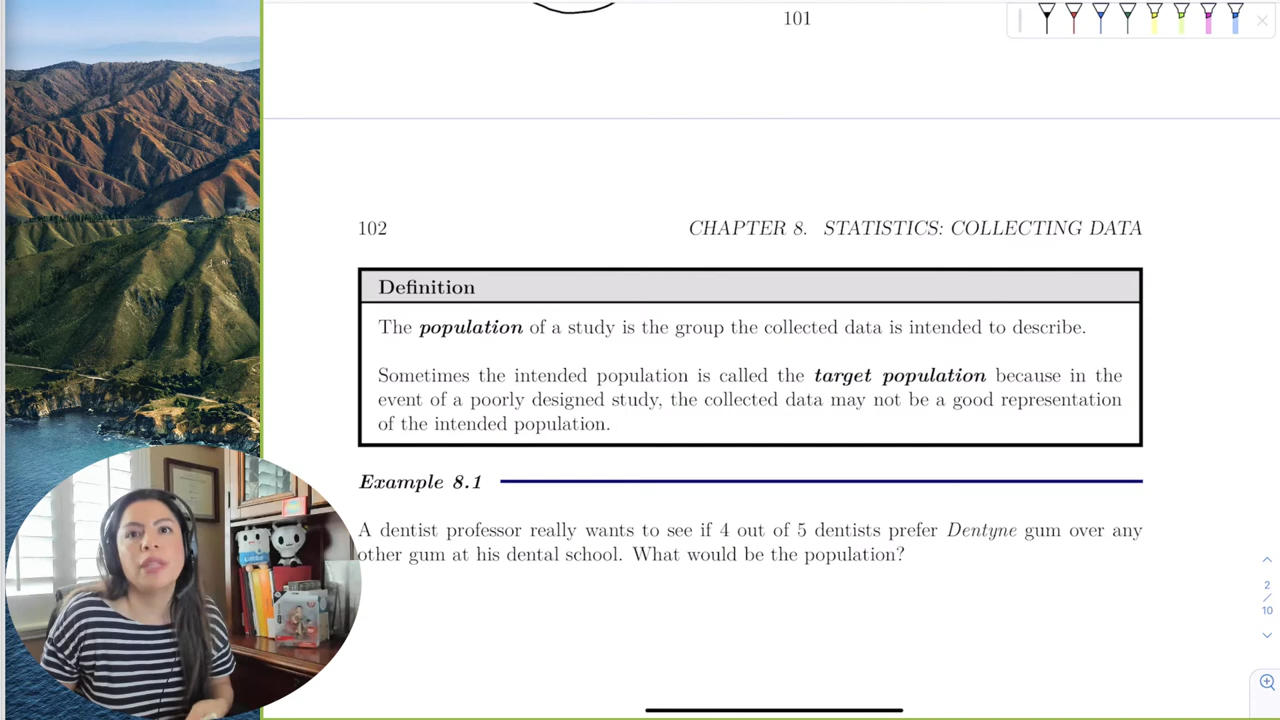 101
102 CHAPTER 8. STATISTICS: COLLECTING DATA
Definition
The population of a study is the group the collected data is intended to describe.
Sometimes the intended population is called the target population because in the
event of a poorly designed study, the collected data may not be a good representation
of the intended population.
Example 8.1
A dentist professor really wants to see if 4 out of 5 dentists prefer Dentyne gum over any
other gum at his dental school. What would be the population?
2
/
10